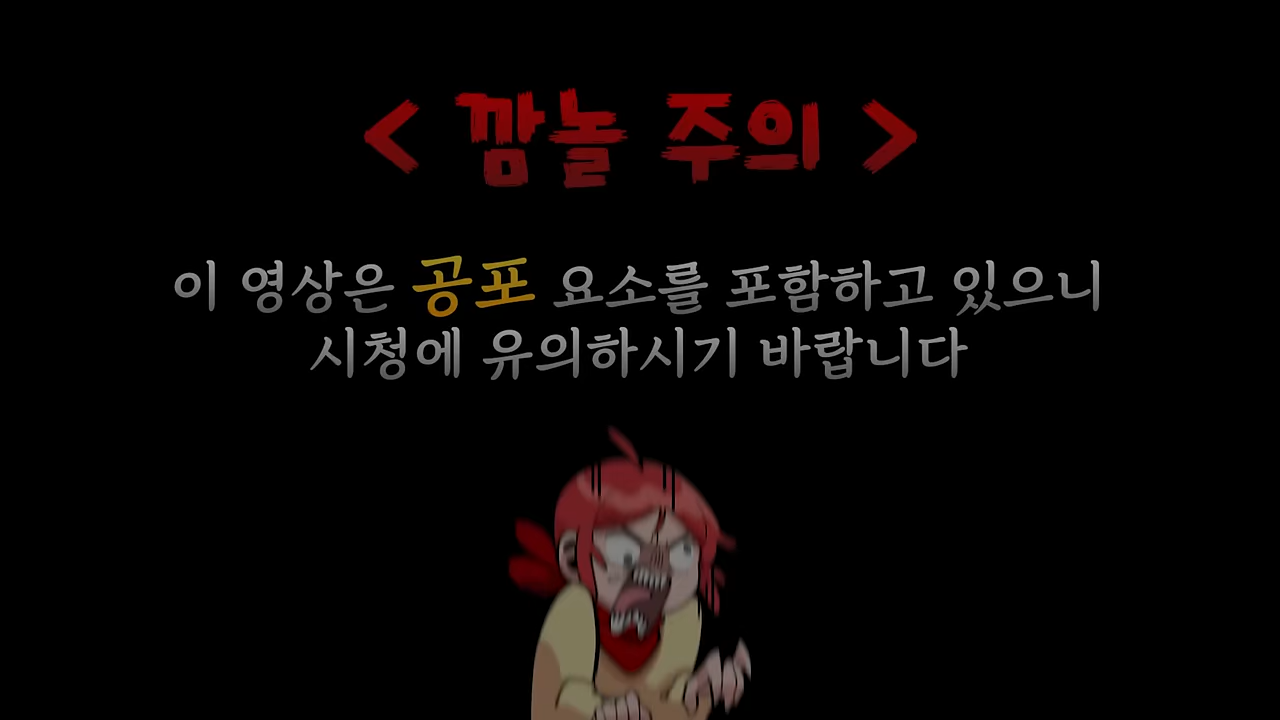 < 깜놀 주의 >
이 영상은 공포 요소를 포함하고 있으니
시청에 유의하시기 바랍니다